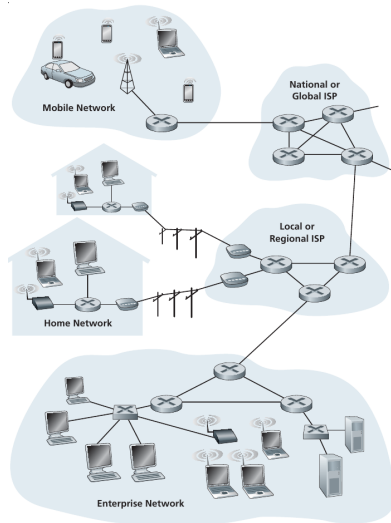 National or
Global ISP
Mobile Network
Local or
Regional ISP
Home Network
Enterprise Network